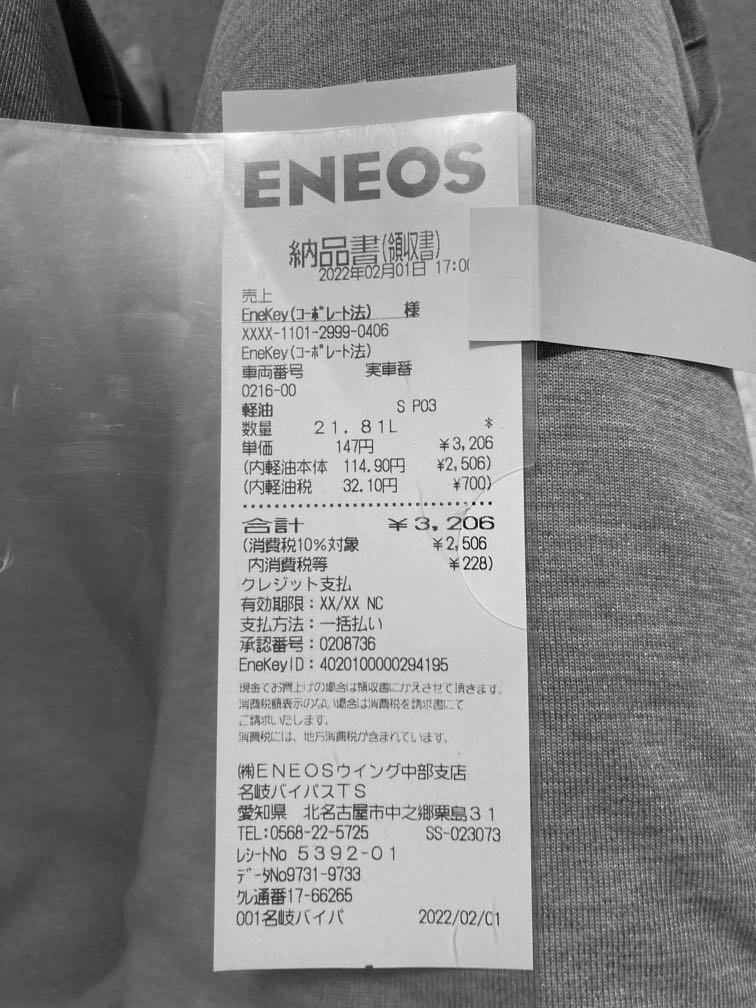 ENEOS
納品書(領収書)
2022年02月01日 17:00
売上
EneKey(コーポレート法) 様
XXXX-1101-2999-0406
EneKey(コーポレート法)
車両番号 実車番
0216-00
軽油 S P03
数量 21.81L *
単価 147円 ¥3,206
(内軽油本体 114.90円 ¥2,506)
(内軽油税 32.10円 ¥700)
合計 ¥3,206
(消費税10%対象 ¥2,506
内消費税等 ¥228)
クレジット支払
有効期限:XX/XX NC
支払方法:一括払い
承認番号:0208736
EneKeyID:4020100000294195
現金でお買上げの場合は領収書にかえさせて頂きます。
消費税額表示のない場合は消費税を請求書にて
ご請求いたします。
消費税には、地方消費税が含まれています。
㈱ENEOSウイング中部支店
名岐バイパスTS
愛知県 北名古屋市中之郷栗島31
TEL:0568-22-5725 SS-023073
レシートNo 5392-01
データNo9731-9733
クレ通番17-66265
001名岐バイパ 2022/02/01